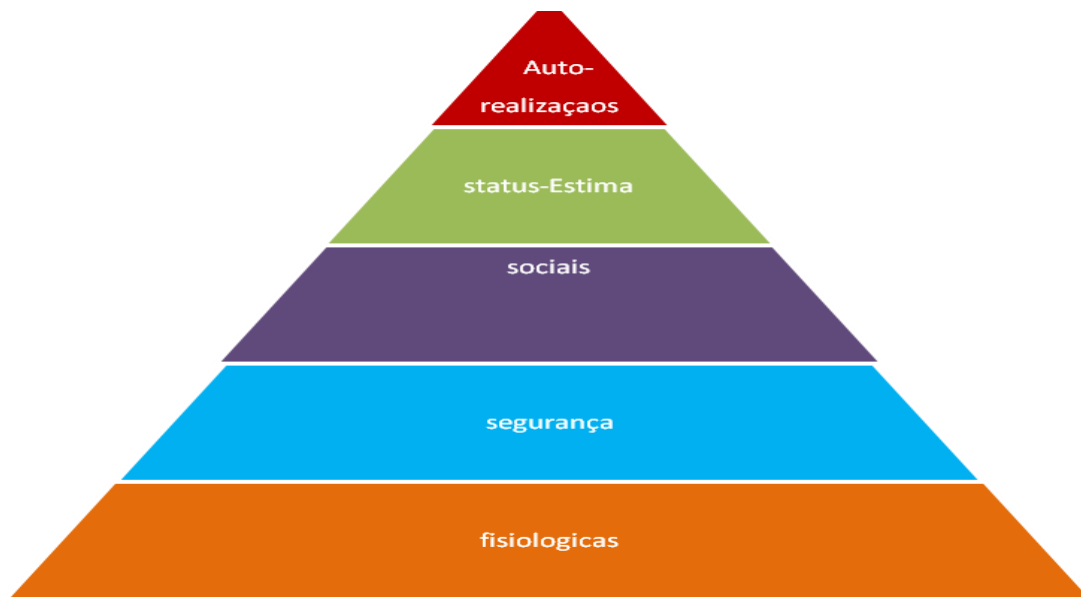 Auto-
realizaçaos
status-Estima
sociais
segurança
fisiologicas